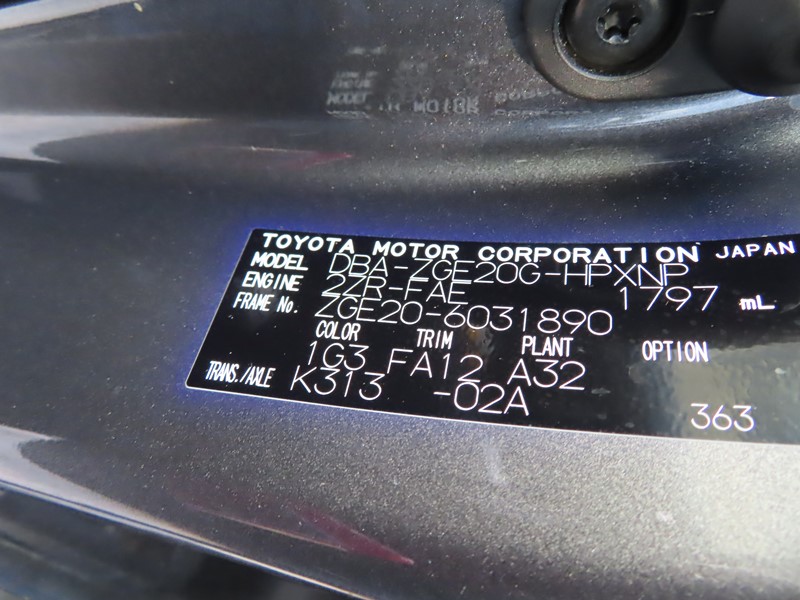 TOYOTA MOTOR CORPORATION JAPAN
MODEL DBA-ZGE20G-HPXNP
ENGINE 2ZR-FAE 1797 mL
FRAME No. ZGE20-6031890
COLOR TRIM PLANT OPTION
1G3 FA12 A32
TRANS./AXLE K313 -02A
363